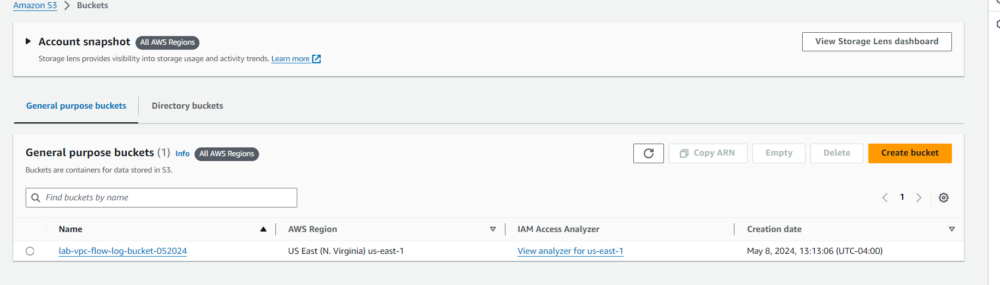 Amazon S3 > Buckets
Account snapshot All AWS Regions View Storage Lens dashboard
Storage lens provides visibility into storage usage and activity trends. Learn more
General purpose buckets Directory buckets
General purpose buckets (1) Info All AWS Regions Copy ARN Empty Delete Create bucket
Buckets are containers for data stored in S3.
Find buckets by name 1
Name AWS Region IAM Access Analyzer Creation date
lab-vpc-flow-log-bucket-052024 US East (N. Virginia) us-east-1 View analyzer for us-east-1 May 8, 2024, 13:13:06 (UTC-04:00)